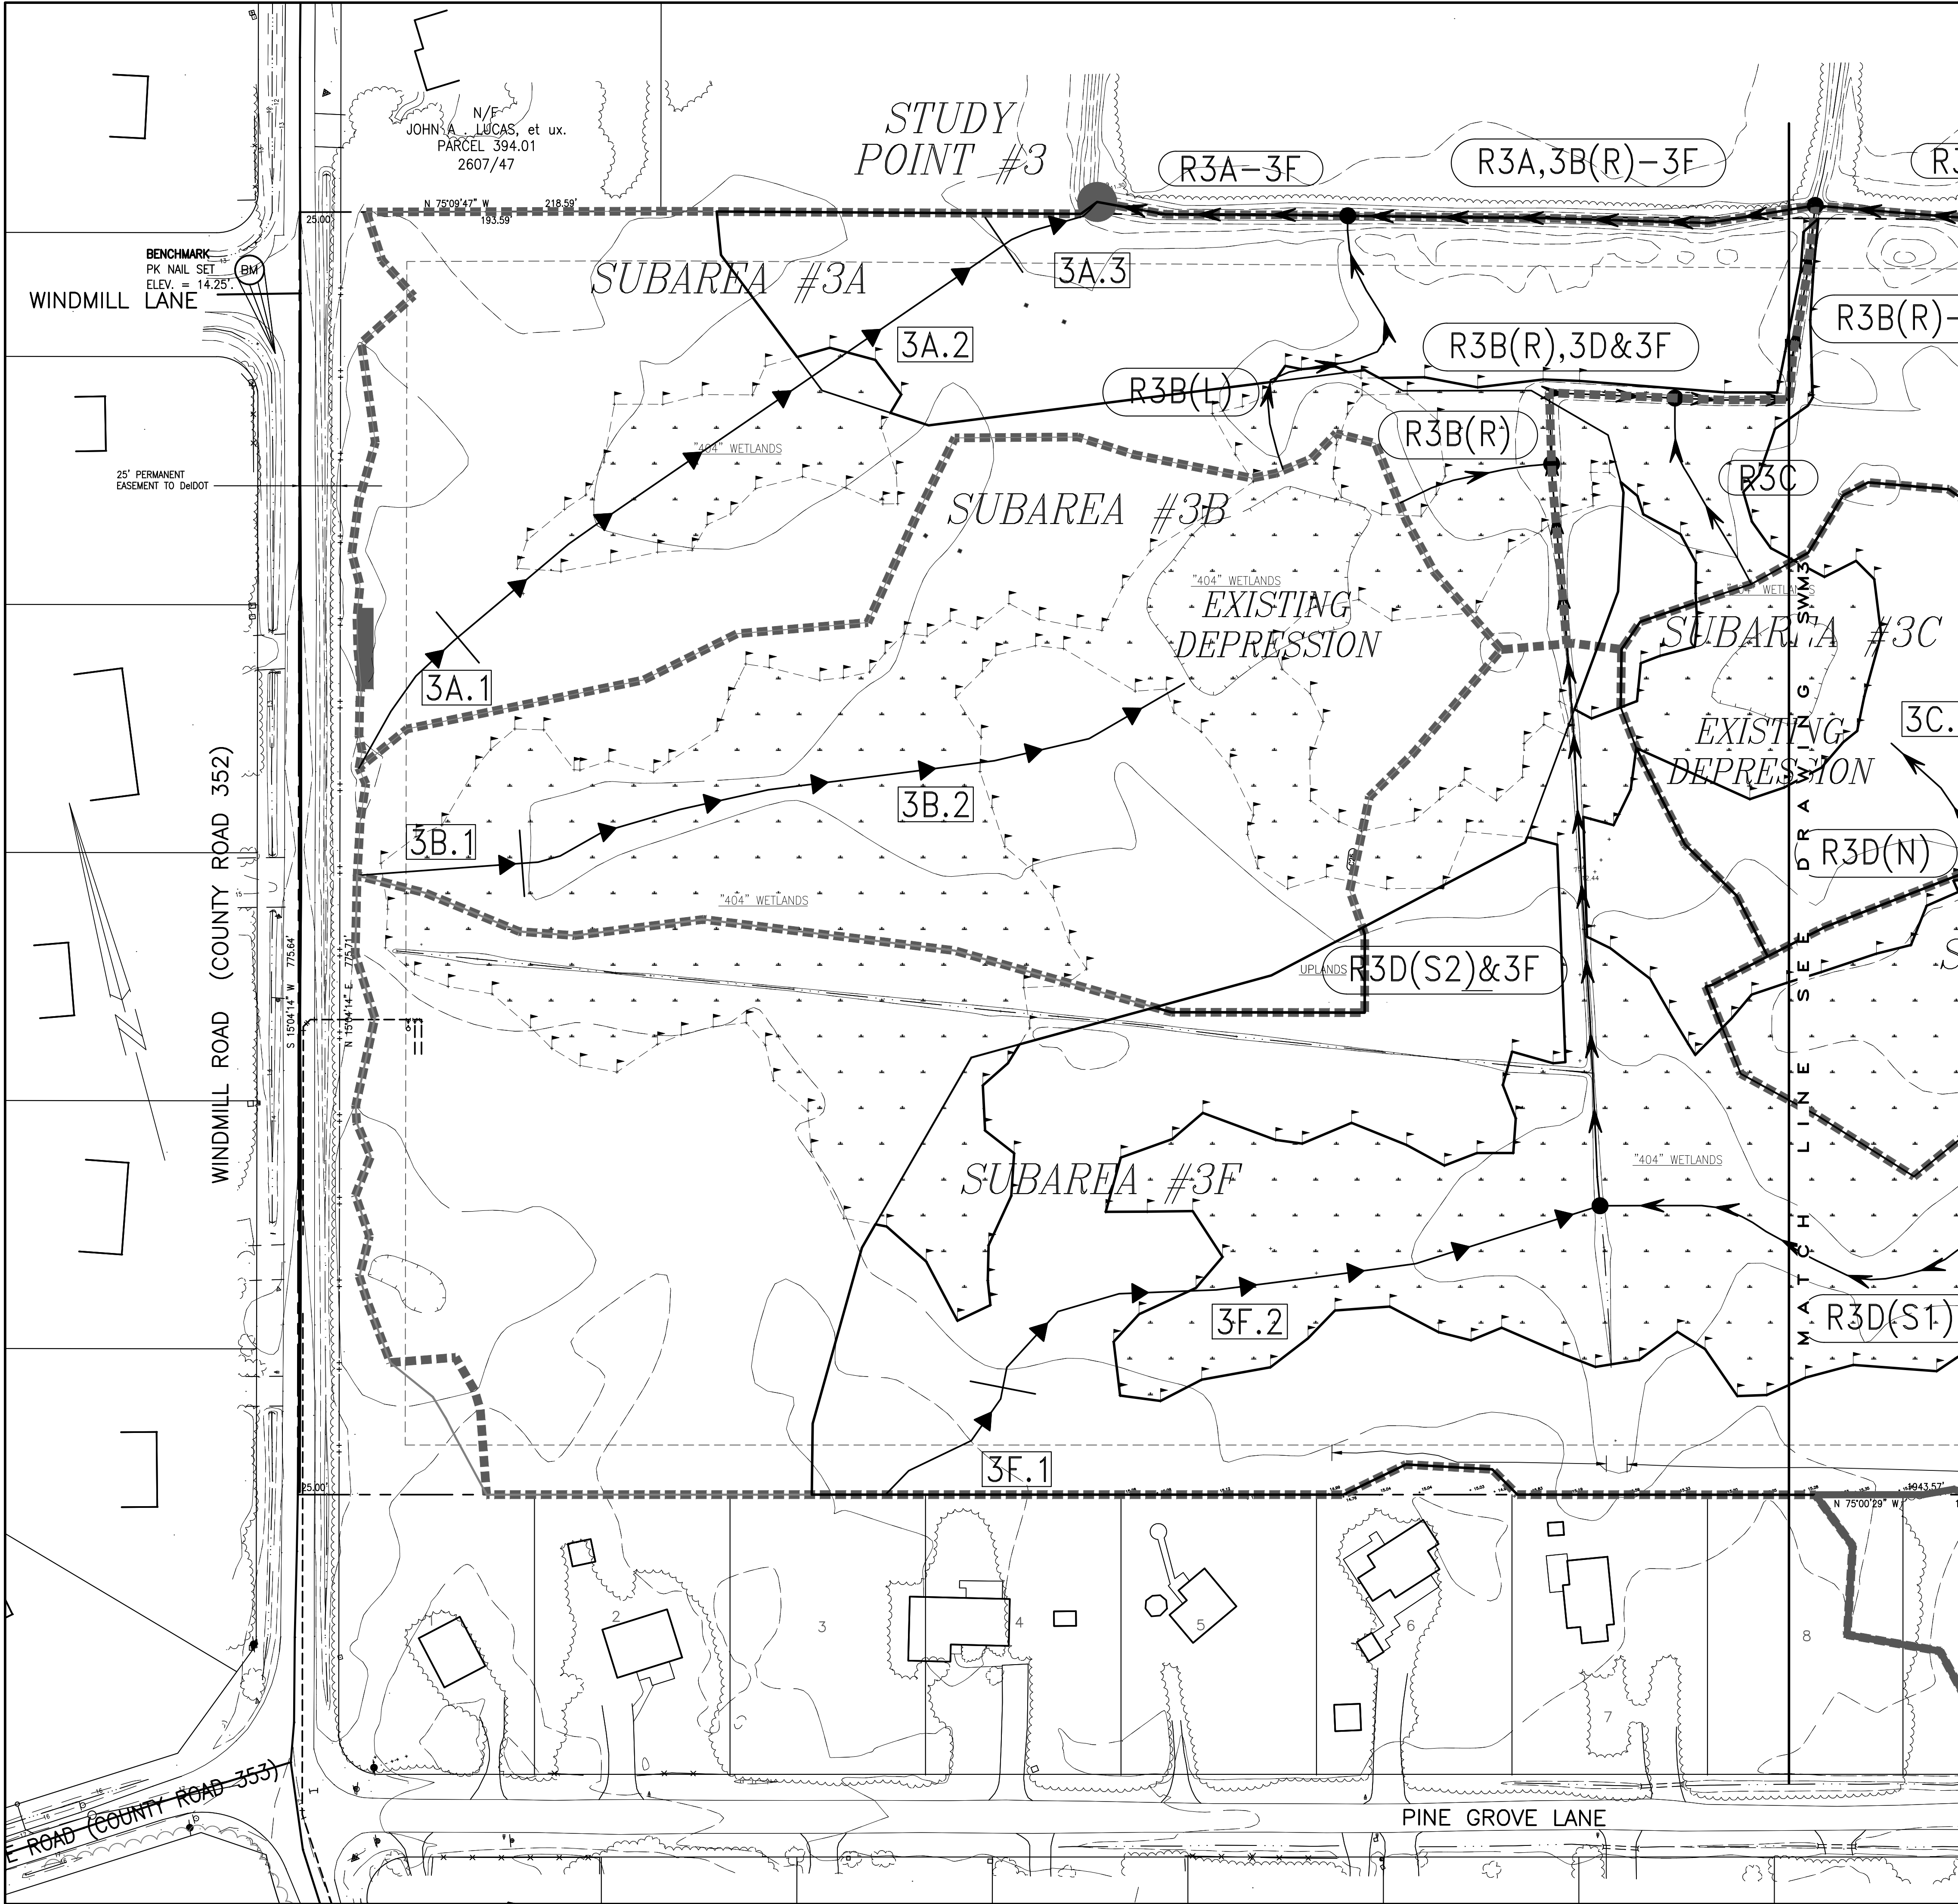 N/F
JOHN A . LUCAS, et ux.
PARCEL 394.01
2607/47
STUDY
POINT #3
R3A-3F
R3A,3B(R)-3F
N 75°09'47" W 218.59'
193.59'
25.00'
BENCHMARK
PK NAIL SET
ELEV. = 14.25'.
BM
WINDMILL LANE
SUBAREA #3A
3A.3
3A.2
R3B(R)-
R3B(R),3D&3F
R3B(L)
R3B(R)
"404" WETLANDS
25' PERMANENT
EASEMENT TO DelDOT
R3C
SUBAREA #3B
"404" WETLANDS
EXISTING
DEPRESSION
SUBAREA #3C
3A.1
3C.
EXISTING
DEPRESSION
3B.2
3B.1
R3D(N)
"404" WETLANDS
WINDMILL ROAD (COUNTY ROAD 352)
S 15°04'14" W 775.64'
N 15°04'14" E 775.71'
UPLANDS
R3D(S2)&3F
MATCH LINE SEE DRAWING SWM3
"404" WETLANDS
SUBAREA #3F
3F.2
R3D(S1)
3F.1
25.00'
1943.57'
N 75°00'29" W
2
3
4
5
6
7
8
E ROAD (COUNTY ROAD 353)
PINE GROVE LANE